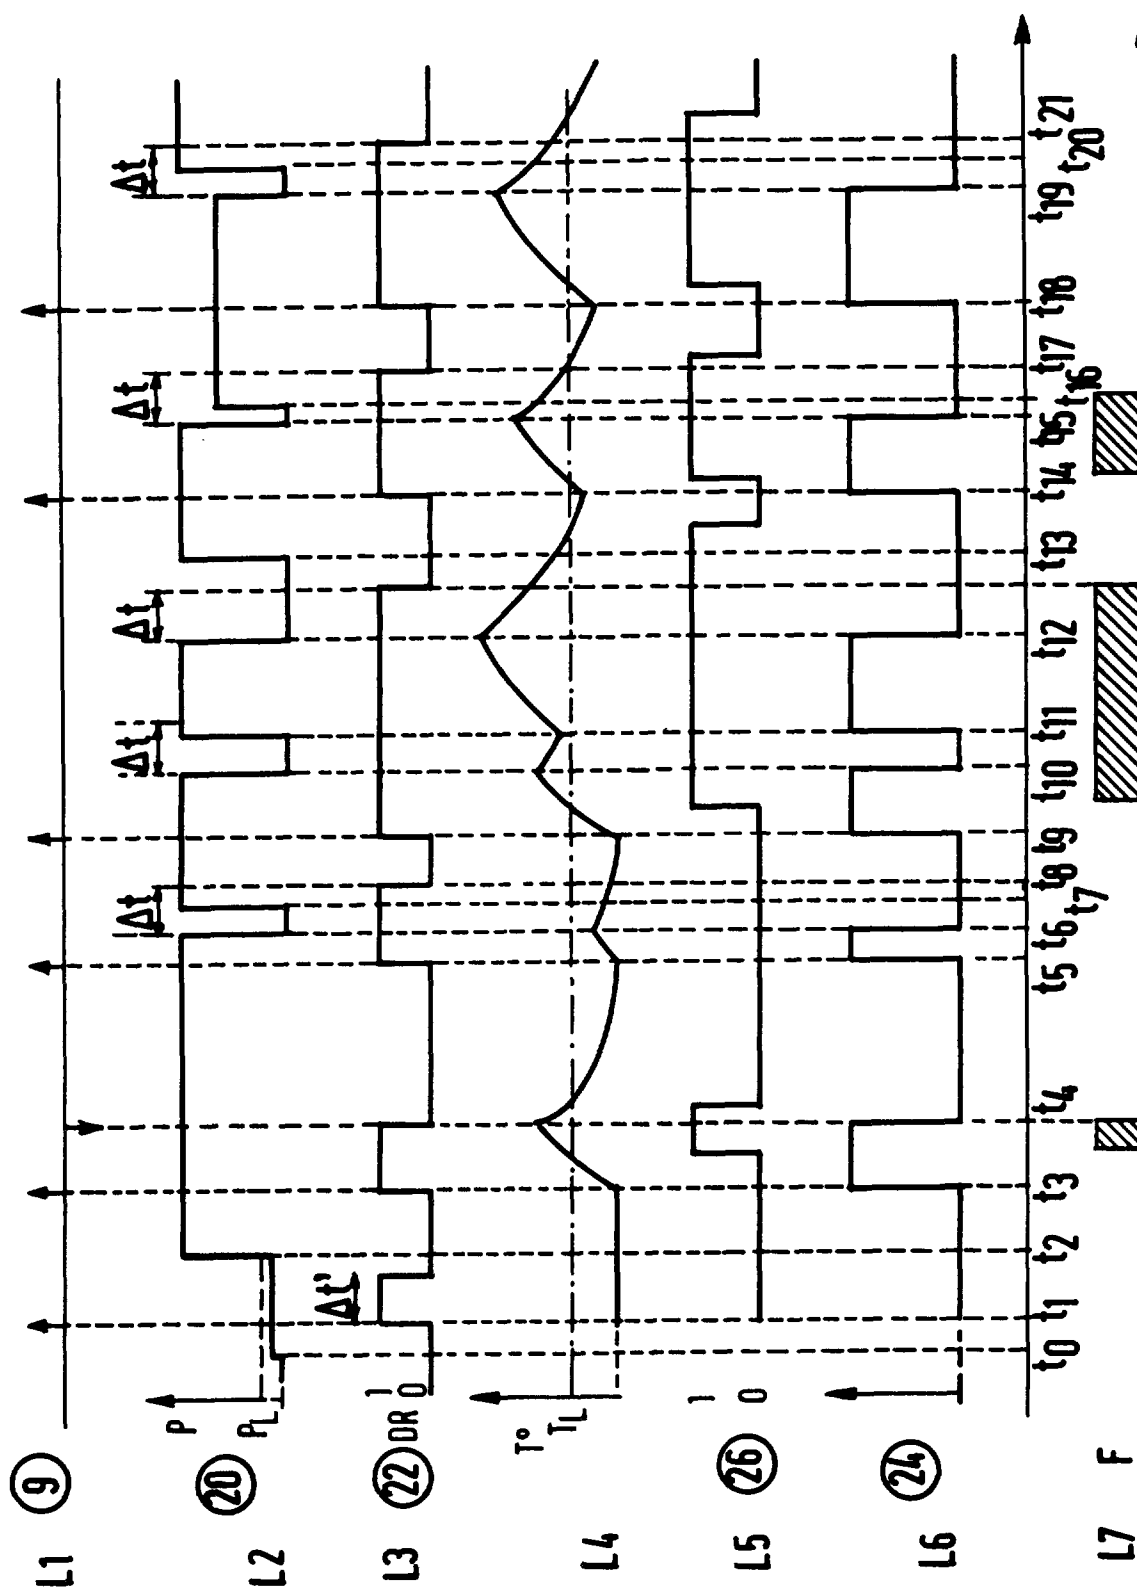 L1 9
L2 20 P PL
Δt' Δt Δt Δt Δt Δt
L3 22 OR 1 0
L4 T° TL
L5 26 1 0
L6 24
t0 t1 t2 t3 t4 t5 t6 t7 t8 t9 t10 t11 t12 t13 t14 t15 t16 t17 t18 t19 t20 t21
L7 F